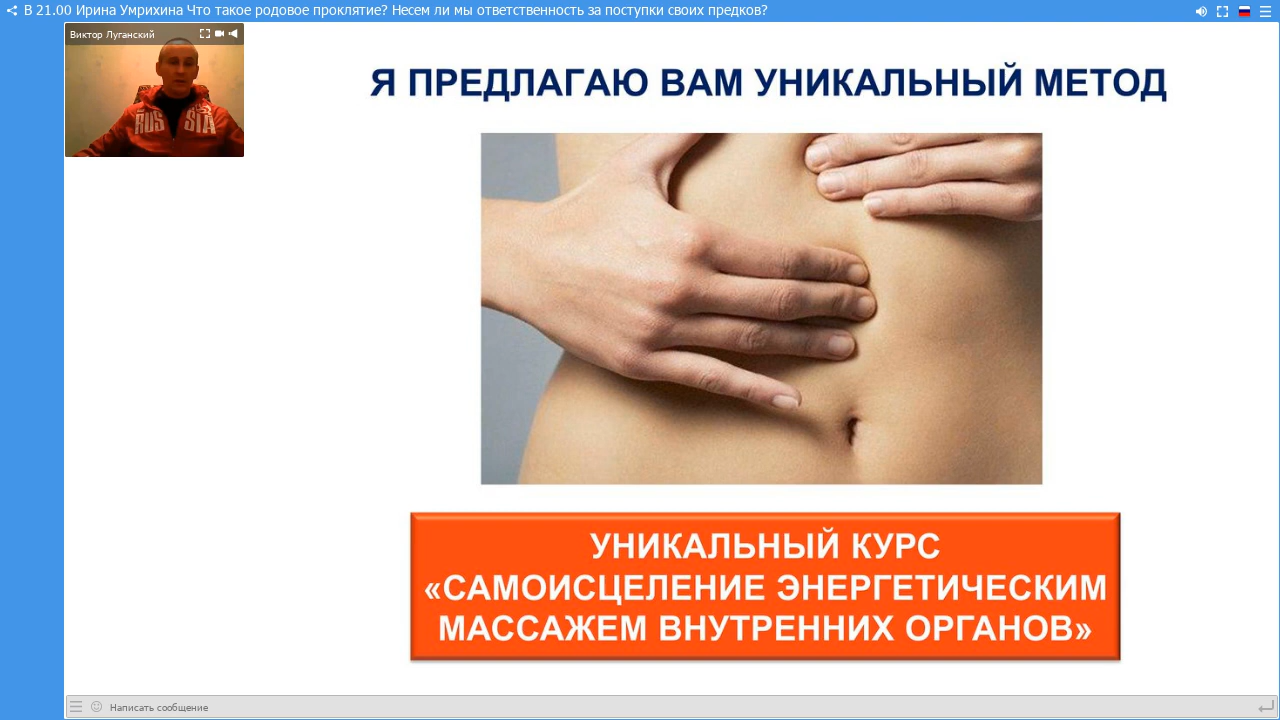 В 21.00 Ирина Умрихина Что такое родовое проклятие? Несем ли мы ответственность за поступки своих предков?
Виктор Луганский
RUSSIA
Я ПРЕДЛАГАЮ ВАМ УНИКАЛЬНЫЙ МЕТОД
УНИКАЛЬНЫЙ КУРС
«САМОИСЦЕЛЕНИЕ ЭНЕРГЕТИЧЕСКИМ
МАССАЖЕМ ВНУТРЕННИХ ОРГАНОВ»
Написать сообщение